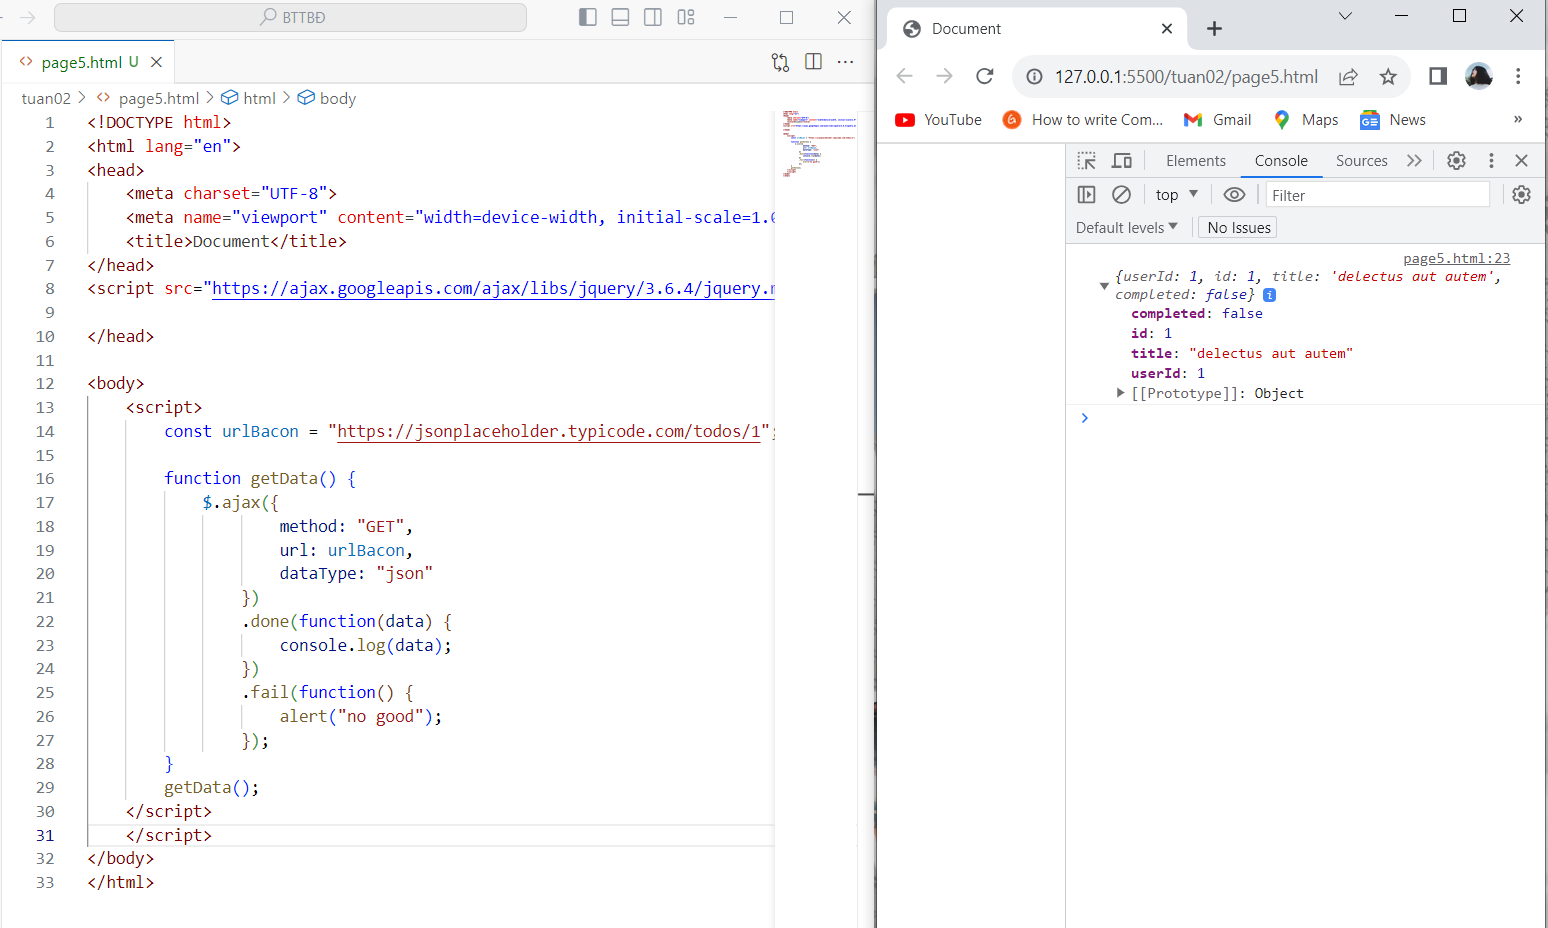 BTTBĐ
page5.html U
tuan02 > page5.html > html > body
1 <!DOCTYPE html>
2 <html lang="en">
3 <head>
4 <meta charset="UTF-8">
5 <meta name="viewport" content="width=device-width, initial-scale=1.0
6 <title>Document</title>
7 </head>
8 <script src="https://ajax.googleapis.com/ajax/libs/jquery/3.6.4/jquery.m
9
10 </head>
11
12 <body>
13 <script>
14 const urlBacon = "https://jsonplaceholder.typicode.com/todos/1";
15
16 function getData() {
17 $.ajax({
18 method: "GET",
19 url: urlBacon,
20 dataType: "json"
21 })
22 .done(function(data) {
23 console.log(data);
24 })
25 .fail(function() {
26 alert("no good");
27 });
28 }
29 getData();
30 </script>
31 </script>
32 </body>
33 </html>
Document
127.0.0.1:5500/tuan02/page5.html
YouTube How to write Com... Gmail Maps News »
Elements Console Sources
top Filter
Default levels No Issues
page5.html:23
{userId: 1, id: 1, title: 'delectus aut autem',
completed: false} i
completed: false
id: 1
title: "delectus aut autem"
userId: 1
[[Prototype]]: Object